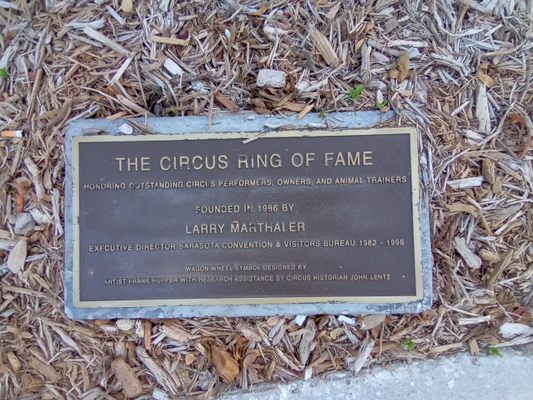 THE CIRCUS RING OF FAME
HONORING OUTSTANDING CIRCUS PERFORMERS, OWNERS, AND ANIMAL TRAINERS
FOUNDED IN 1986 BY
LARRY MARTHALER
EXECUTIVE DIRECTOR SARASOTA CONVENTION & VISITORS BUREAU 1982 - 1998
WAGON WHEEL SYMBOL DESIGNED BY
ARTIST FRANK HOPPER WITH RESEARCH ASSISTANCE BY CIRCUS HISTORIAN JOHN LENTZ